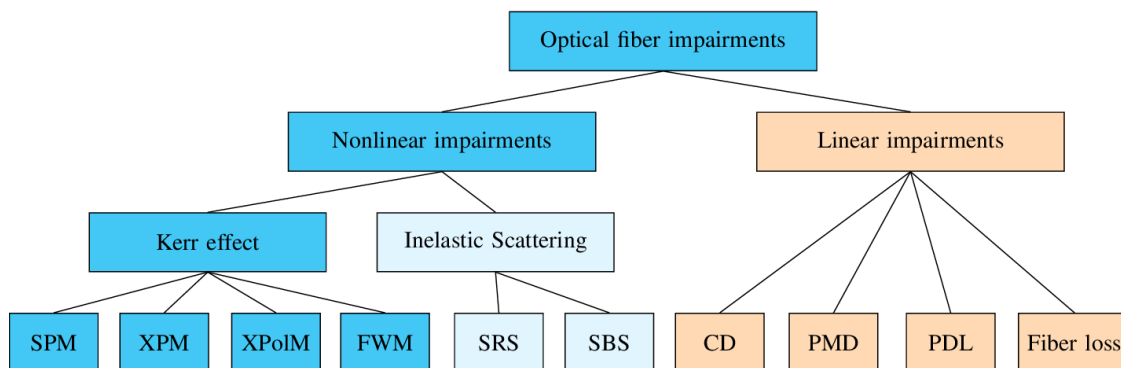 Optical fiber impairments
Nonlinear impairments
Linear impairments
Kerr effect
Inelastic Scattering
SPM
XPM
XPolM
FWM
SRS
SBS
CD
PMD
PDL
Fiber loss